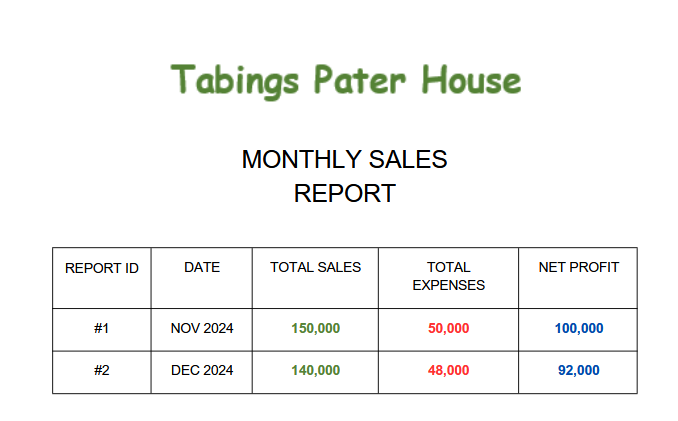 Tabings Pater House
MONTHLY SALES
REPORT
REPORT ID DATE TOTAL SALES TOTAL EXPENSES NET PROFIT
#1 NOV 2024 150,000 50,000 100,000
#2 DEC 2024 140,000 48,000 92,000